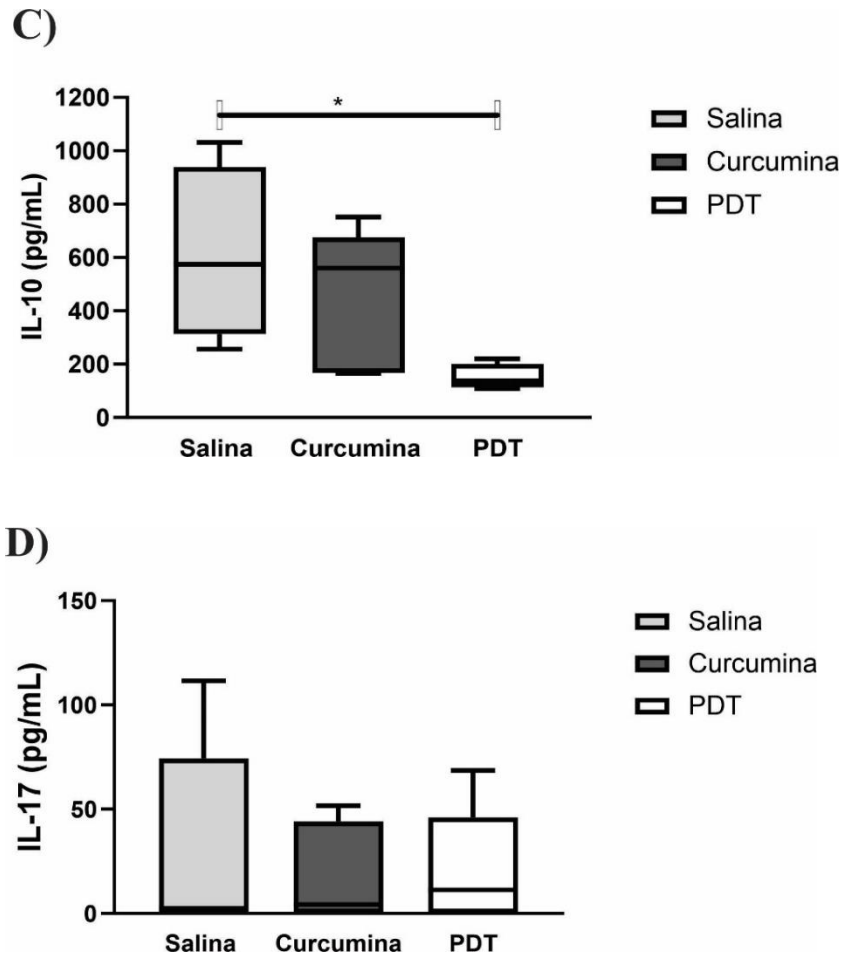 C)
IL-10 (pg/mL)
1200
1000
800
600
400
200
0
*
Salina
Curcumina
PDT
Salina
Curcumina
PDT
D)
IL-17 (pg/mL)
150
100
50
0
Salina
Curcumina
PDT
Salina
Curcumina
PDT